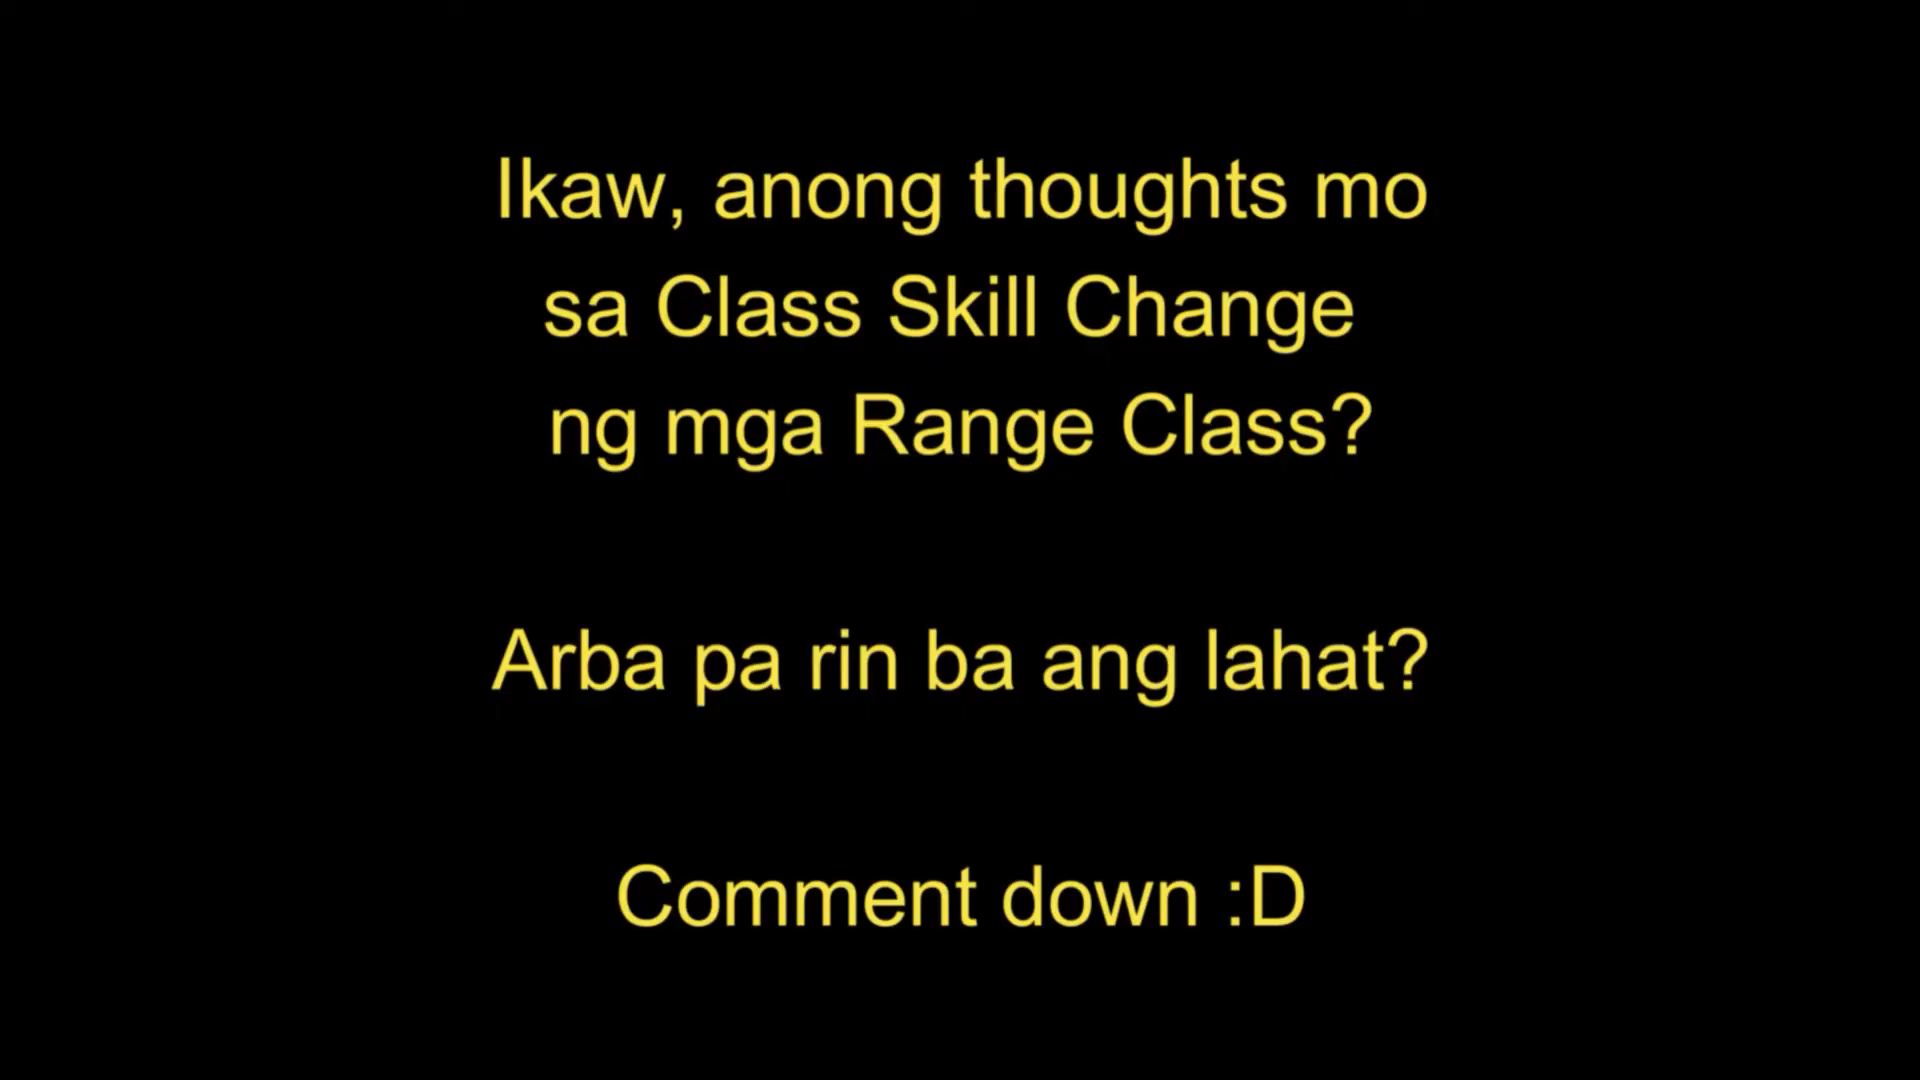 Ikaw, anong thoughts mo
sa Class Skill Change
ng mga Range Class?
Arba pa rin ba ang lahat?
Comment down :D